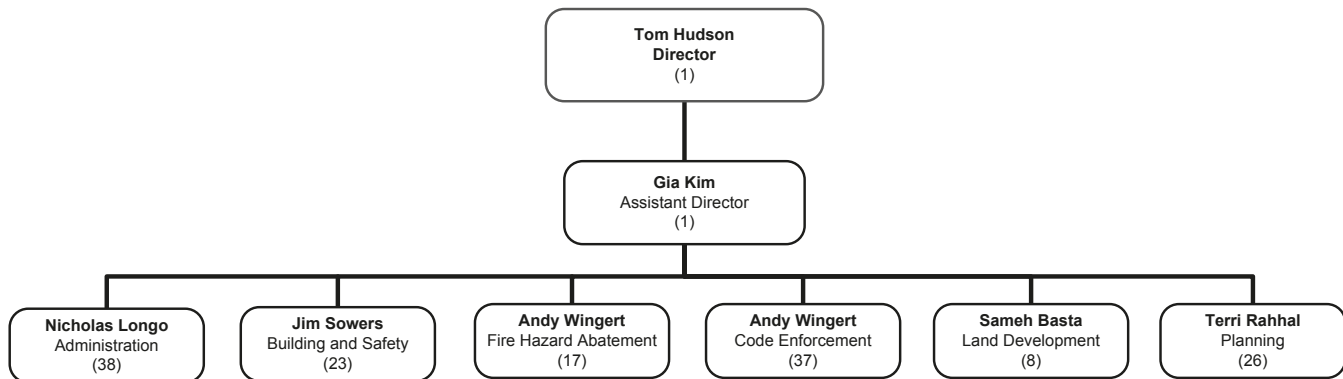 Tom Hudson
Director
(1)
Gia Kim
Assistant Director
(1)
Nicholas Longo
Administration
(38)
Jim Sowers
Building and Safety
(23)
Andy Wingert
Fire Hazard Abatement
(17)
Andy Wingert
Code Enforcement
(37)
Sameh Basta
Land Development
(8)
Terri Rahhal
Planning
(26)